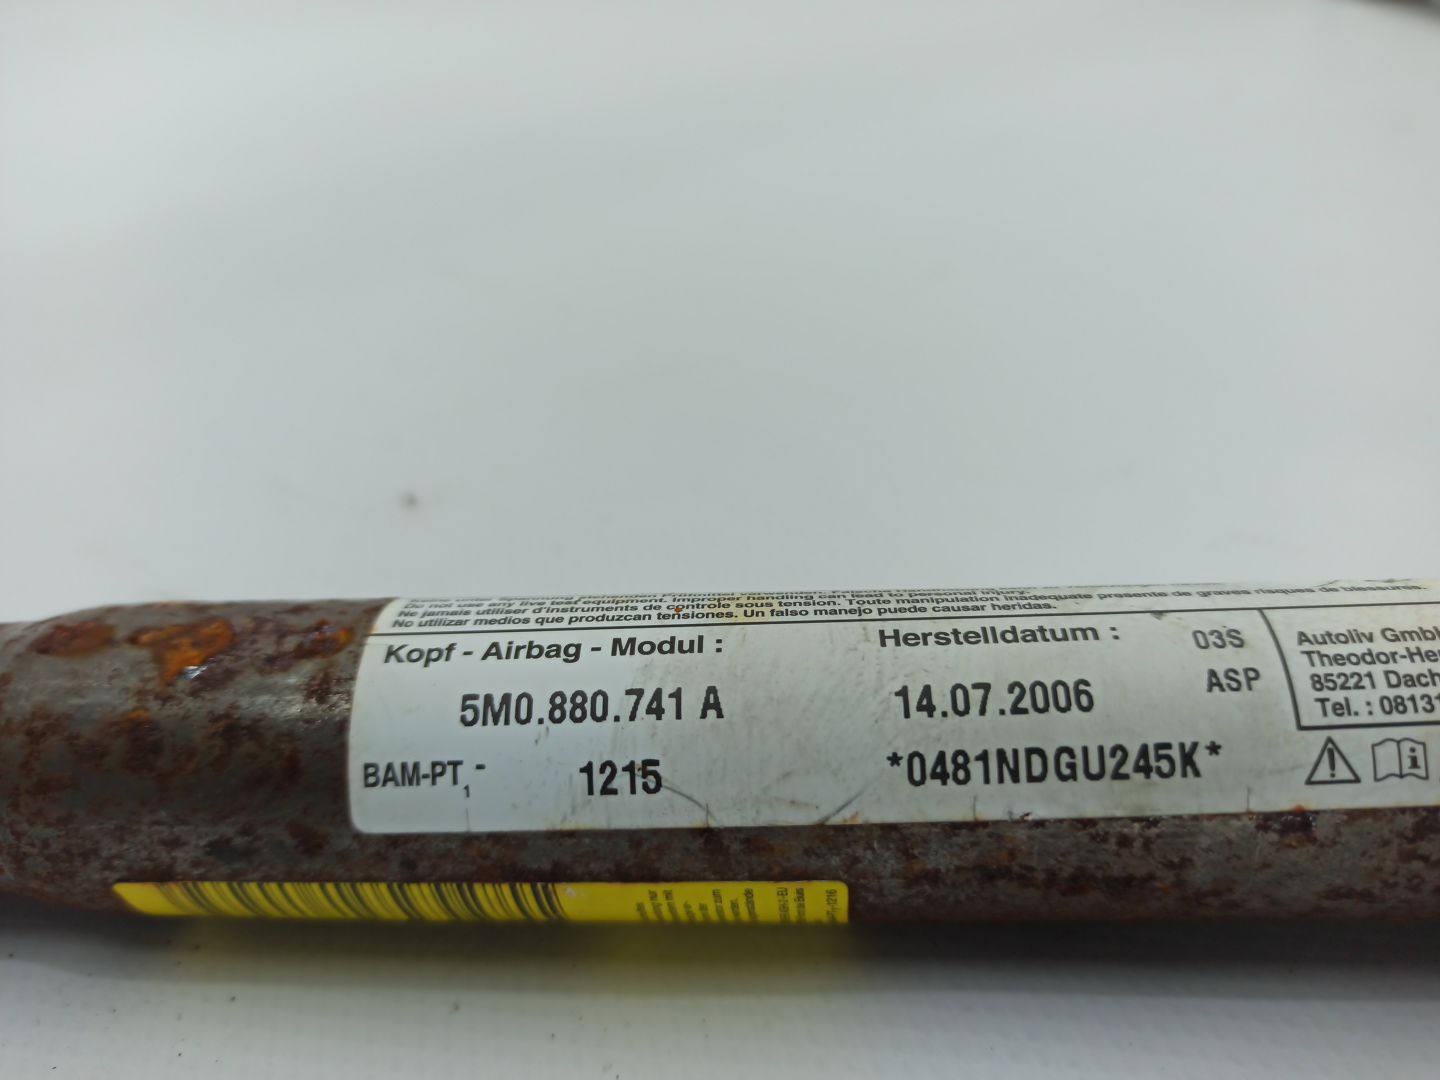 Do not use any live test equipment. Improper handling can lead to personal injury.
Ne jamais utiliser d'instruments de controle sous tension. Toute manipulation inadequate presente de graves risques de blessures.
No utilizar medios que produzcan tensiones. Un falso manejo puede causar heridas.
Kopf - Airbag - Modul :
Herstelldatum :
03S
5M0.880.741 A
14.07.2006
ASP
BAM-PT₁ -
1215
*0481NDGU245K*
Autoliv Gmb
Theodor-He
85221 Dach
Tel. : 0813